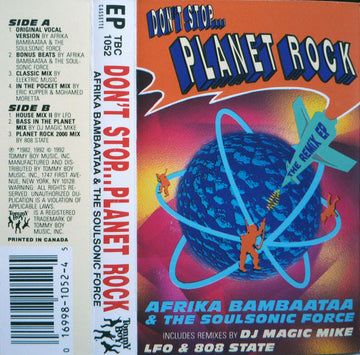 SIDE A
1. ORIGINAL VOCAL
VERSION BY AFRIKA
BAMBAATAA & THE
SOULSONIC FORCE
2. BONUS BEATS BY AFRIKA
BAMBAATAA & THE SOUL-
SONIC FORCE
3. CLASSIC MIX BY
ELEKTRIC MUSIC
4. IN THE POCKET MIX BY
ERIC KUPPER & MOHAMED
MORETTA
SIDE B
1. HOUSE MIX II BY LFO
2. BASS IN THE PLANET
MIX BY DJ MAGIC MIKE
3. PLANET ROCK 2000 MIX
BY 808 STATE
℗ 1982, 1992 © 1992
TOMMY BOY MUSIC, INC.
MANUFACTURED AND DIS-
TRIBUTED BY TOMMY BOY
MUSIC, INC. 1747 FIRST AVE-
NUE, NEW YORK, NY 10128
WARNING: ALL RIGHTS RE-
SERVED. UNAUTHORIZED DU-
PLICATION IS A VIOLATION OF
APPLICABLE LAWS.
Tommy Boy
IS A REGISTERED
TRADEMARK OF
TOMMY BOY
MUSIC, INC.
PRINTED IN CANADA
0 16998-1052-4 5
EP
CASSETTE
TBC
1052
DON'T STOP...PLANET ROCK
AFRIKA BAMBAATAA
& THE SOULSONIC FORCE
Tommy Boy
DON'T STOP...
PLANET ROCK
THE REMIX EP
AFRIKA BAMBAATAA
& THE SOULSONIC FORCE
INCLUDES REMIXES BY DJ MAGIC MIKE
LFO & 808 STATE